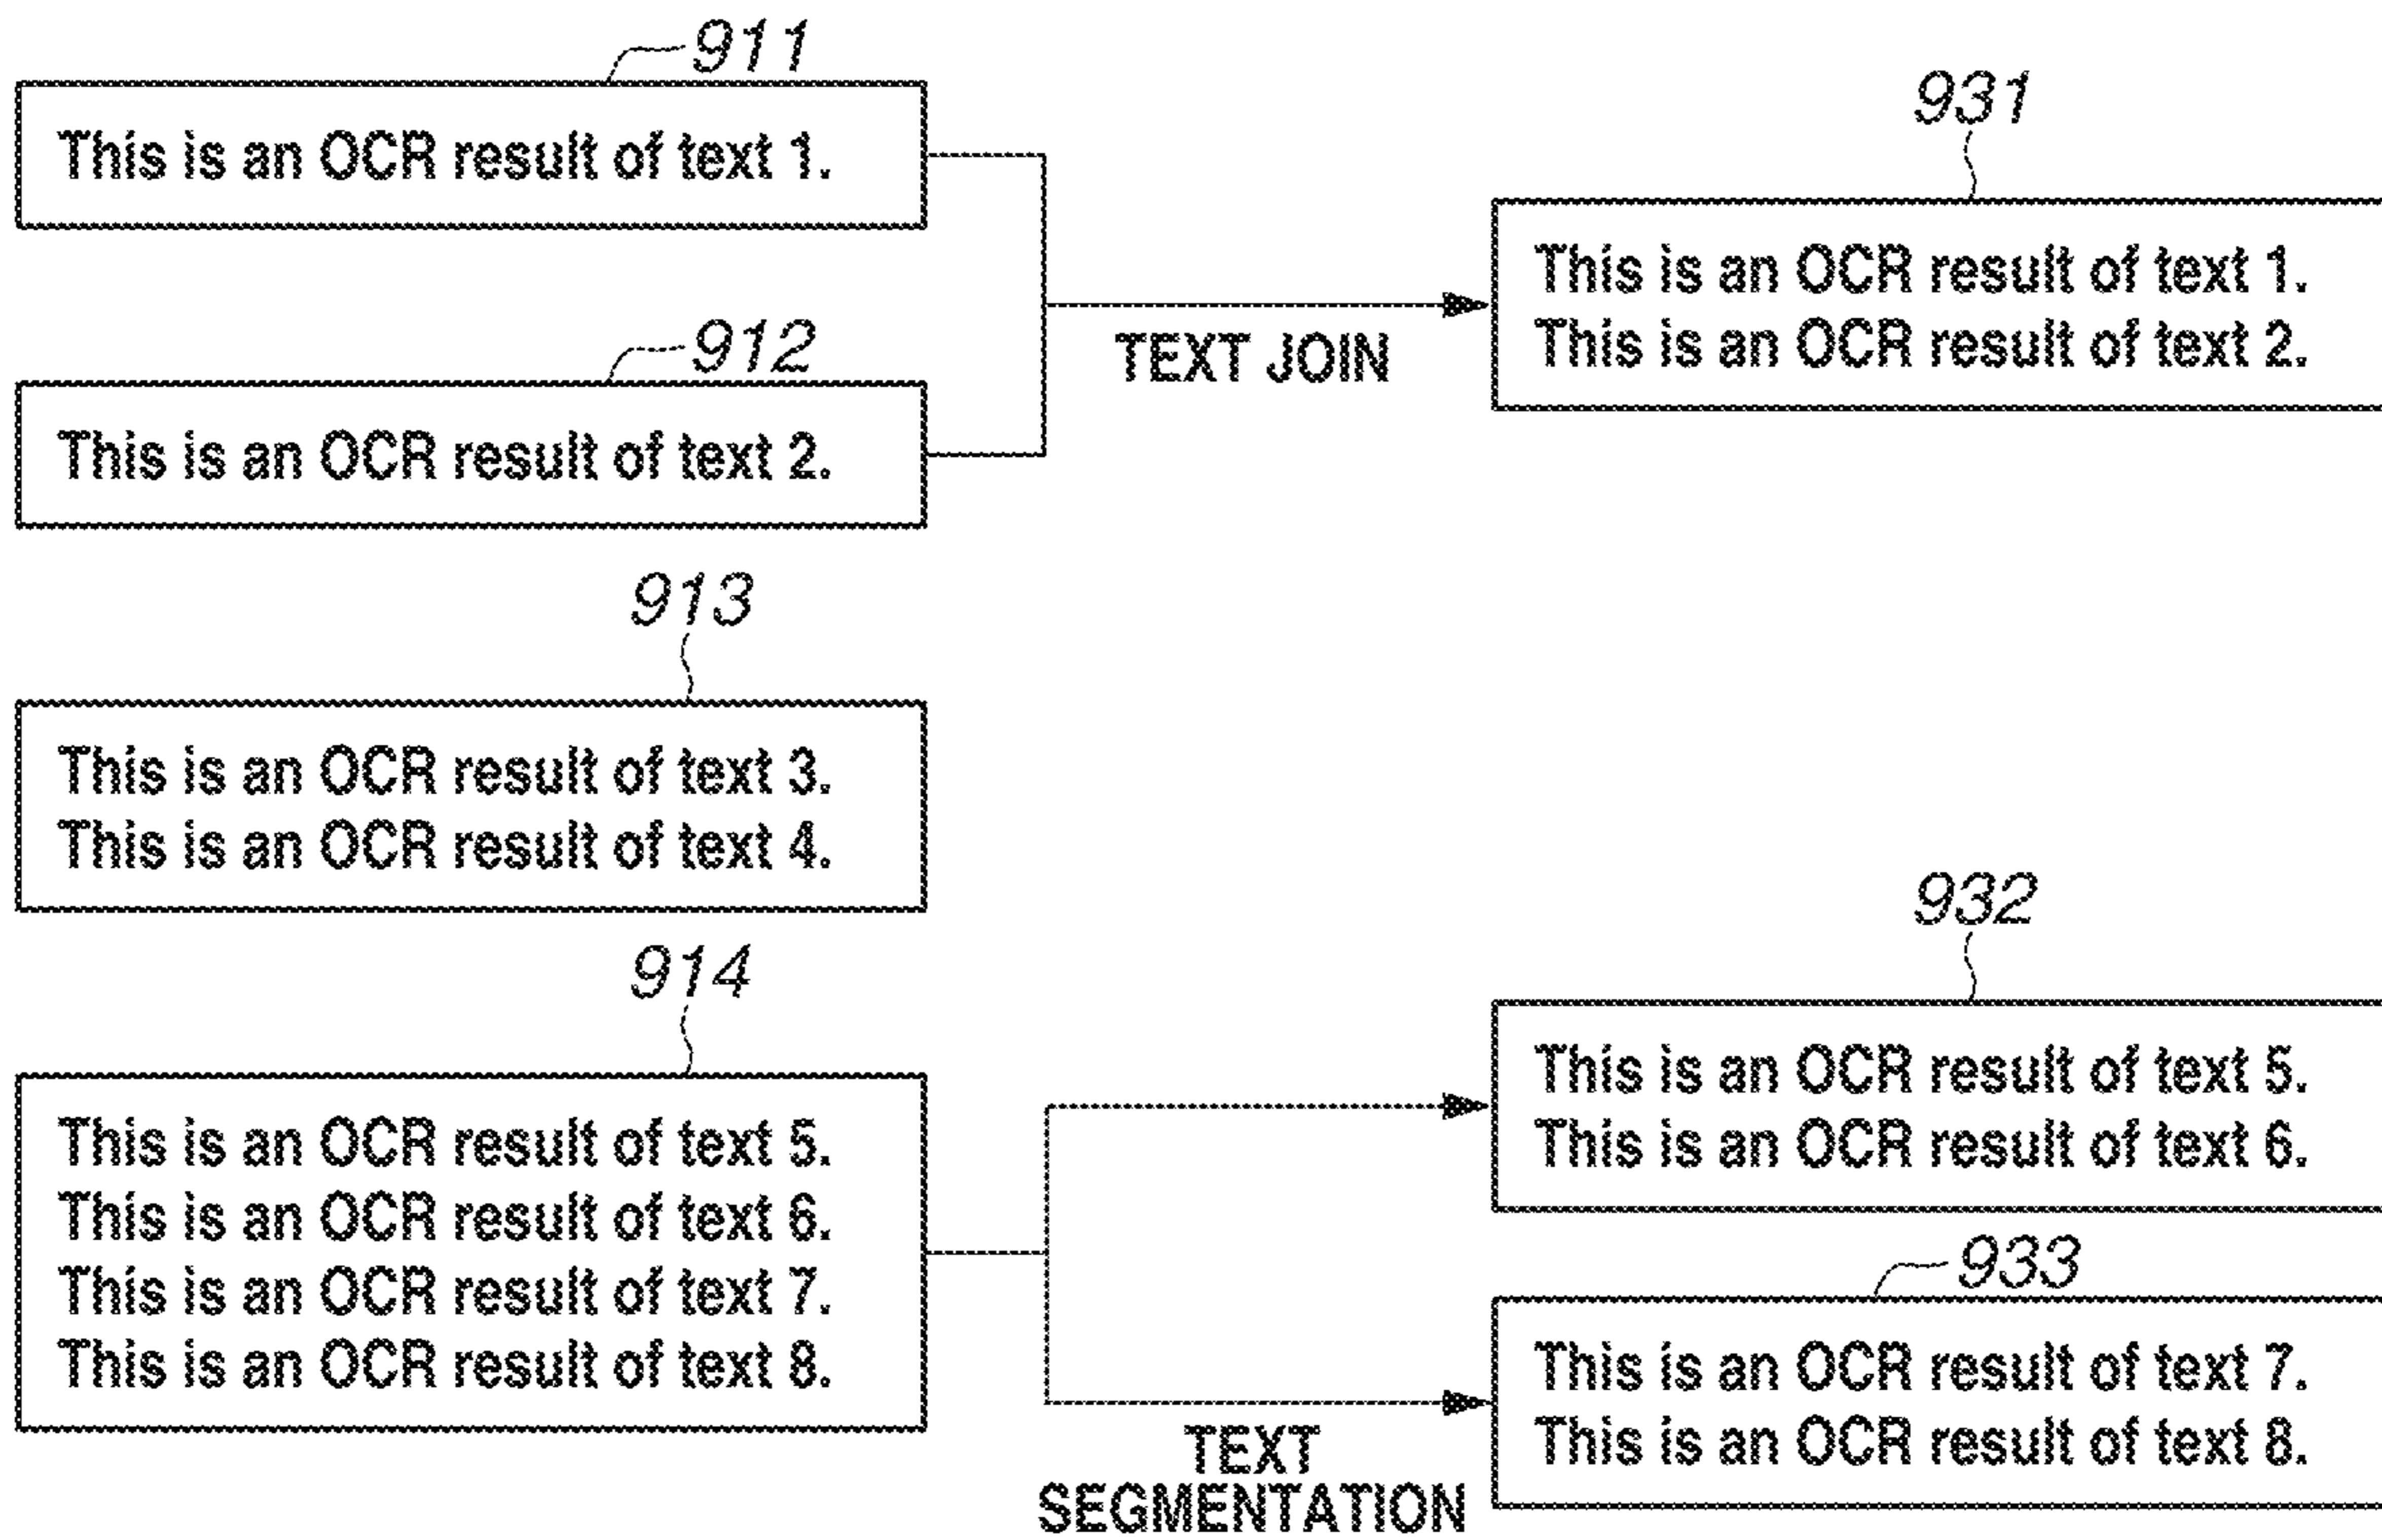 911
This is an OCR result of text 1.
912
This is an OCR result of text 2.
TEXT JOIN
931
This is an OCR result of text 1.
This is an OCR result of text 2.
913
This is an OCR result of text 3.
This is an OCR result of text 4.
914
This is an OCR result of text 5.
This is an OCR result of text 6.
This is an OCR result of text 7.
This is an OCR result of text 8.
TEXT
SEGMENTATION
932
This is an OCR result of text 5.
This is an OCR result of text 6.
933
This is an OCR result of text 7.
This is an OCR result of text 8.